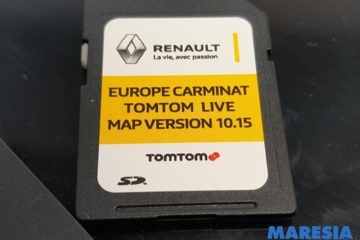 RENAULT
La vie, avec passion
EUROPE CARMINAT
TOMTOM LIVE
MAP VERSION 10.15
TOMTOM
SD
MARESIA